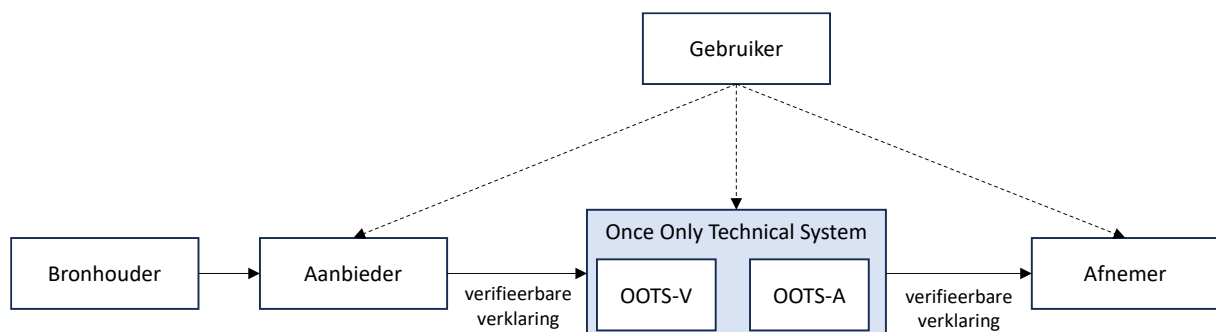 Gebruiker
Once Only Technical System
Bronhouder
Aanbieder
OOTS-V
OOTS-A
Afnemer
verifieerbare
verklaring
verifieerbare
verklaring